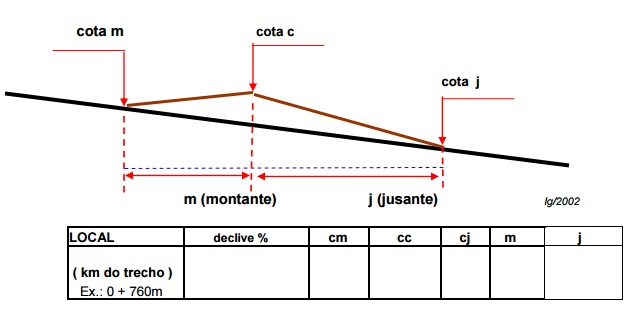 cota m
cota c
cota j
m (montante)
j (jusante)
lg/2002
LOCAL declive % cm cc cj m j
( km do trecho )
Ex.: 0 + 760m